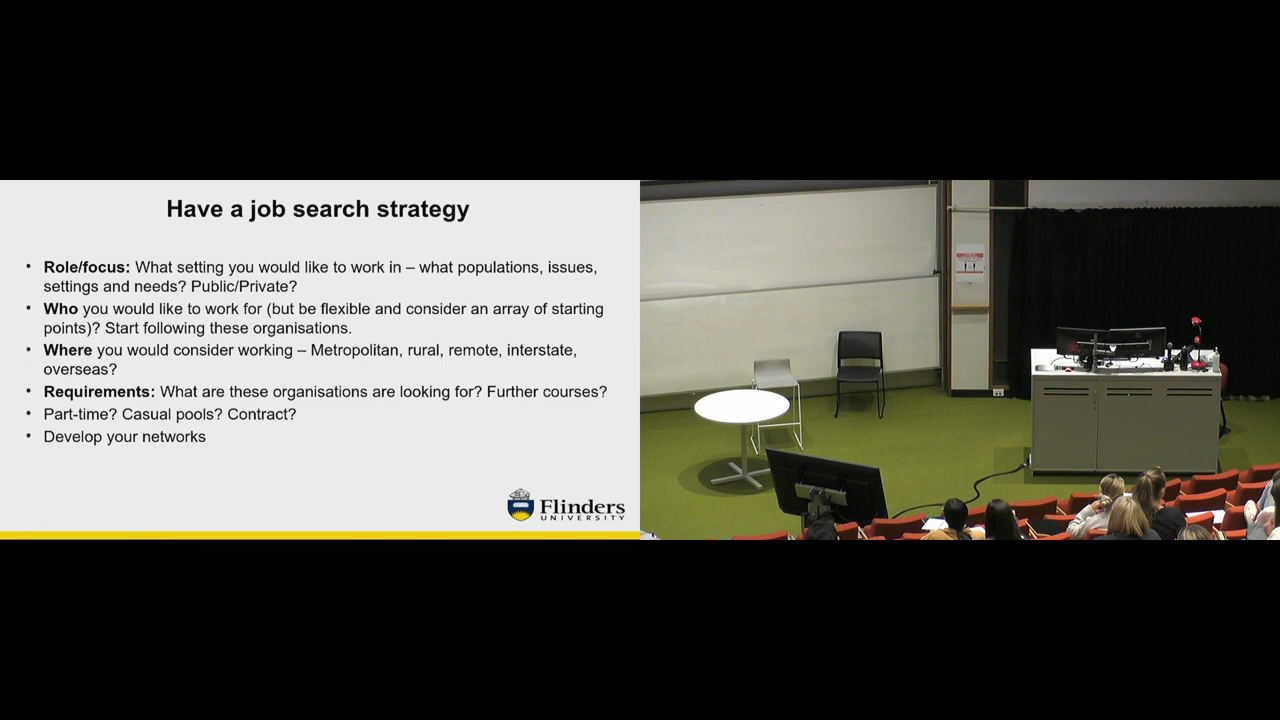 Have a job search strategy
• Role/focus: What setting you would like to work in – what populations, issues,
settings and needs? Public/Private?
• Who you would like to work for (but be flexible and consider an array of starting
points)? Start following these organisations.
• Where you would consider working – Metropolitan, rural, remote, interstate,
overseas?
• Requirements: What are these organisations are looking for? Further courses?
• Part-time? Casual pools? Contract?
• Develop your networks
Flinders
UNIVERSITY